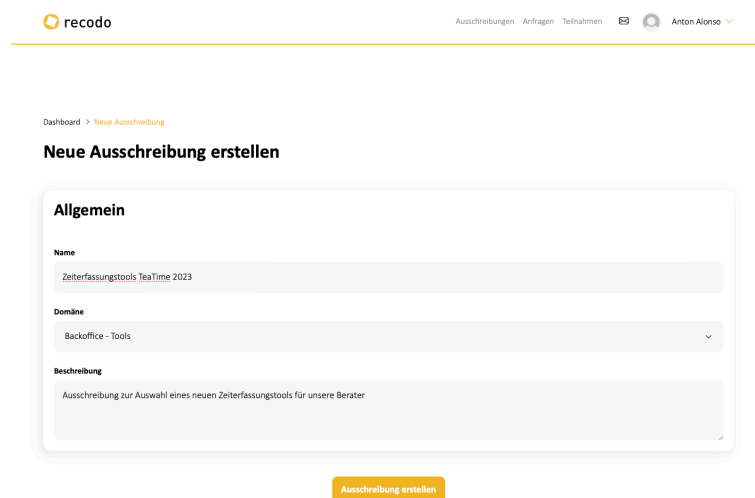 recodo
Ausschreibungen Anfragen Teilnahmen Anton Alonso
Dashboard > Neue Ausschreibung
Neue Ausschreibung erstellen
Allgemein
Name
Zeiterfassungstools TeaTime 2023
Domäne
Backoffice - Tools
Beschreibung
Ausschreibung zur Auswahl eines neuen Zeiterfassungstools für unsere Berater
Ausschreibung erstellen